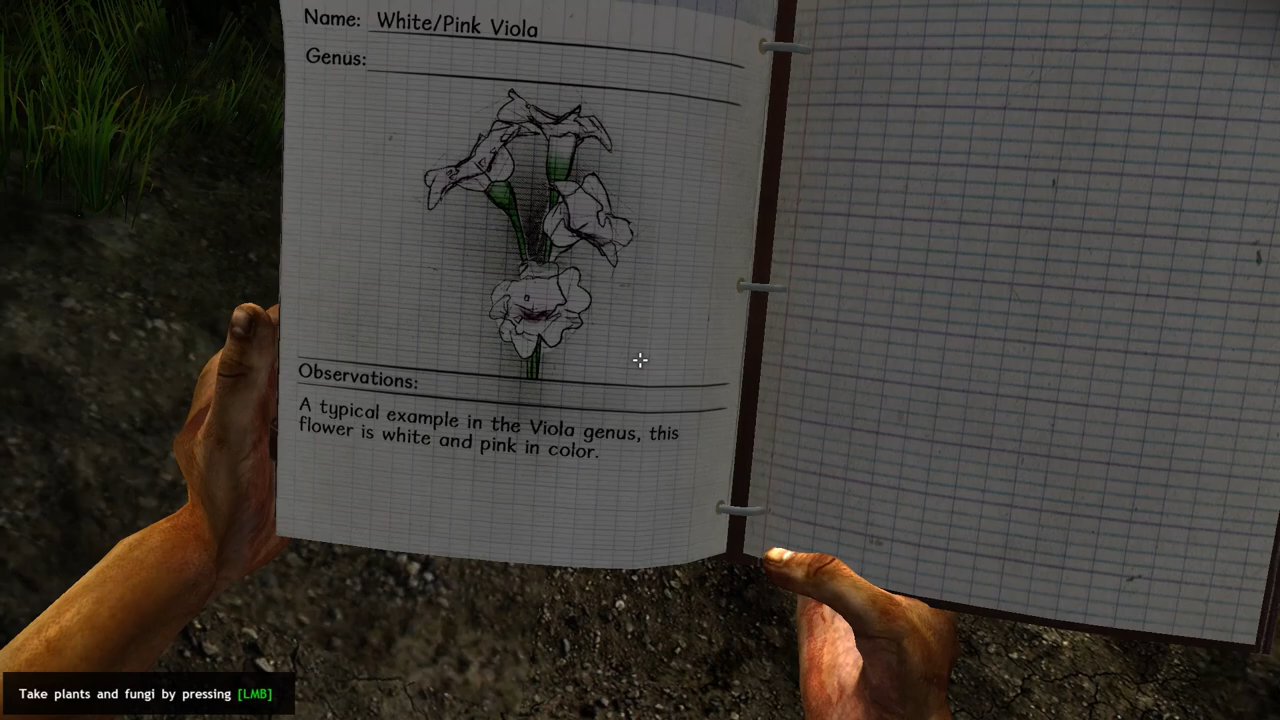 Name: White/Pink Viola
Genus:
Observations:
A typical example in the Viola genus, this
flower is white and pink in color.
Take plants and fungi by pressing [LMB]